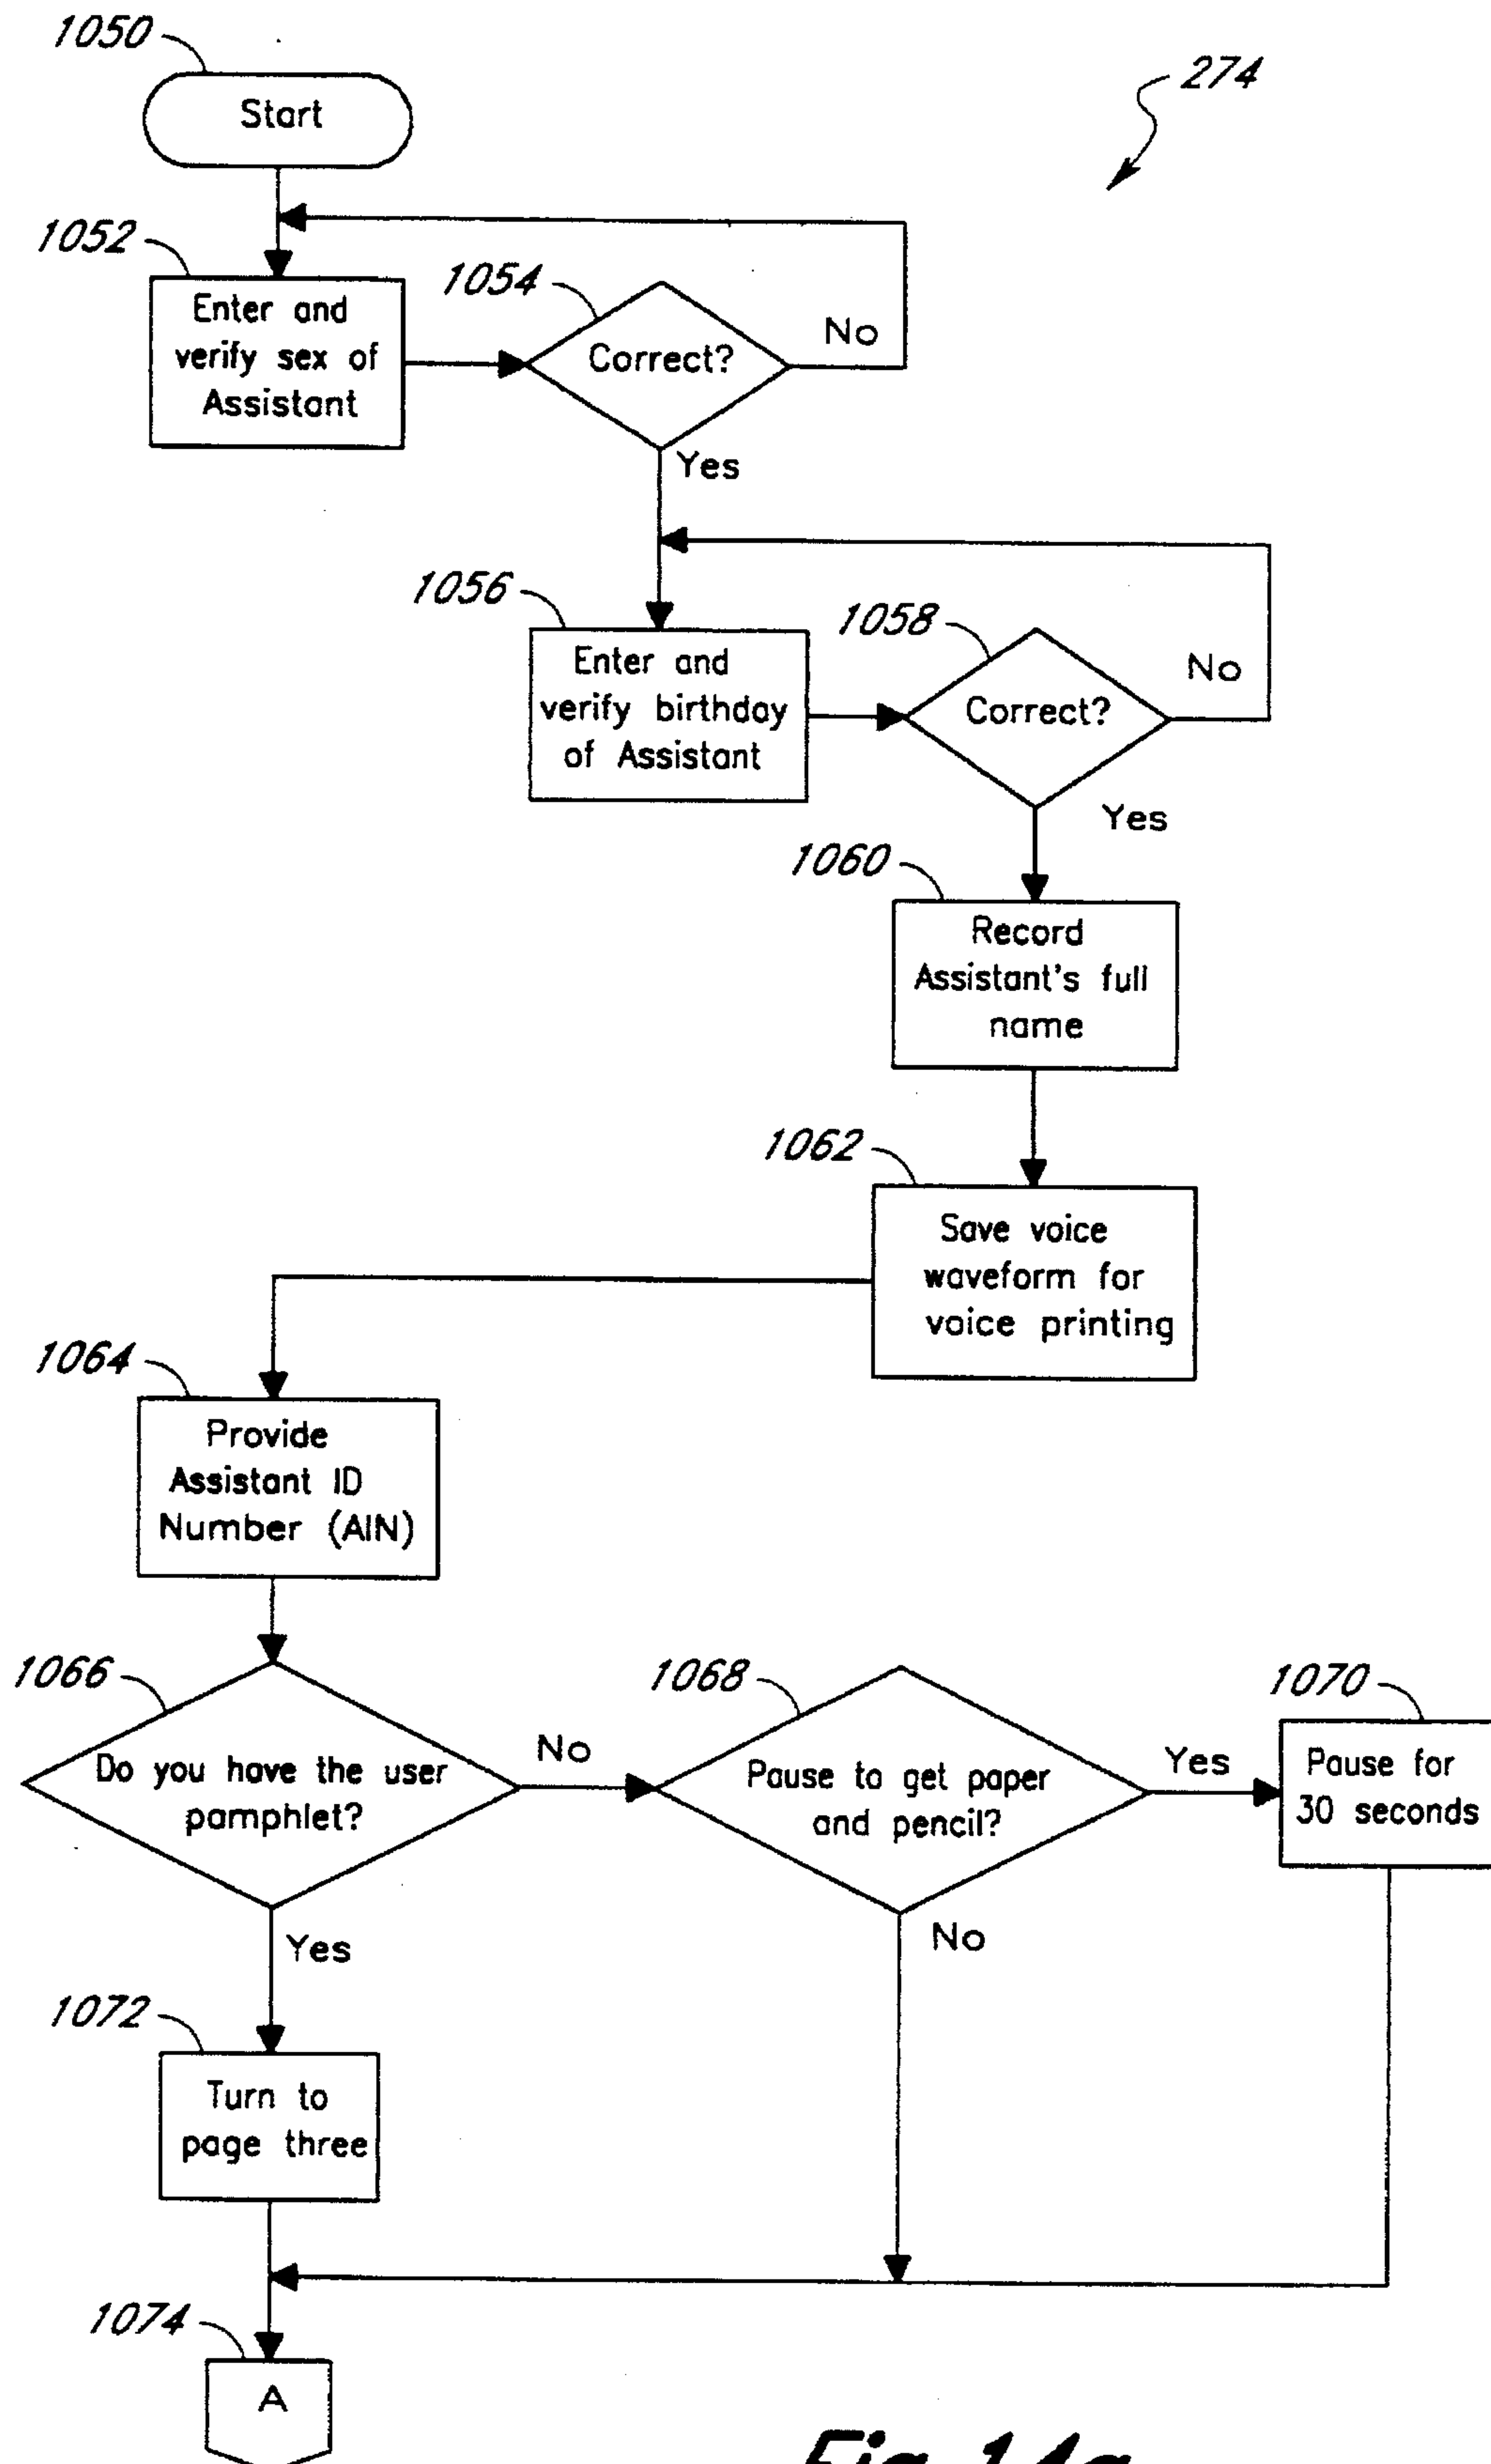 1050
Start
274
1052
Enter and
verify sex of
Assistant
1054
Correct?
No
Yes
1056
Enter and
verify birthday
of Assistant
1058
Correct?
No
Yes
1060
Record
Assistant's full
name
1062
Save voice
waveform for
voice printing
1064
Provide
Assistant ID
Number (AIN)
1066
Do you have the user
pamphlet?
No
1068
Pause to get paper
and pencil?
Yes
1070
Pause for
30 seconds
Yes
No
1072
Turn to
page three
1074
A
Fig. 14a